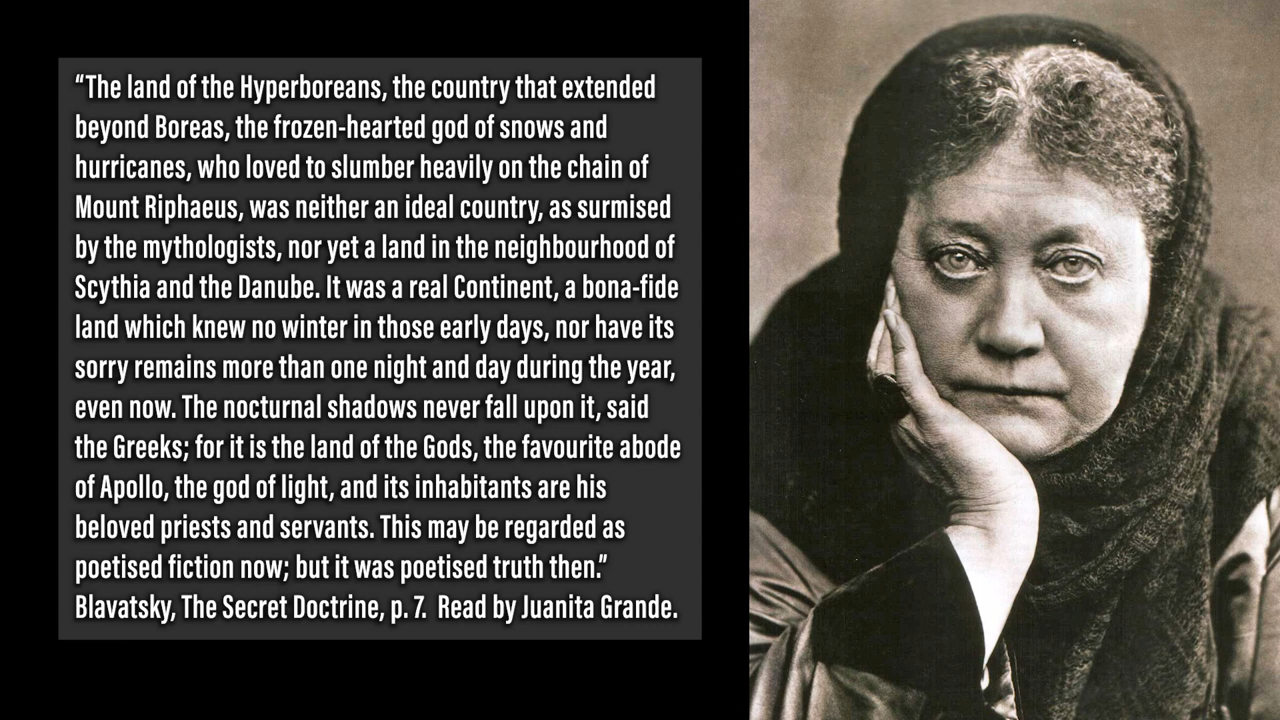 “The land of the Hyperboreans, the country that extended
beyond Boreas, the frozen-hearted god of snows and
hurricanes, who loved to slumber heavily on the chain of
Mount Riphaeus, was neither an ideal country, as surmised
by the mythologists, nor yet a land in the neighbourhood of
Scythia and the Danube. It was a real Continent, a bona-fide
land which knew no winter in those early days, nor have its
sorry remains more than one night and day during the year,
even now. The nocturnal shadows never fall upon it, said
the Greeks; for it is the land of the Gods, the favourite abode
of Apollo, the god of light, and its inhabitants are his
beloved priests and servants. This may be regarded as
poetised fiction now; but it was poetised truth then.”
Blavatsky, The Secret Doctrine, p. 7. Read by Juanita Grande.